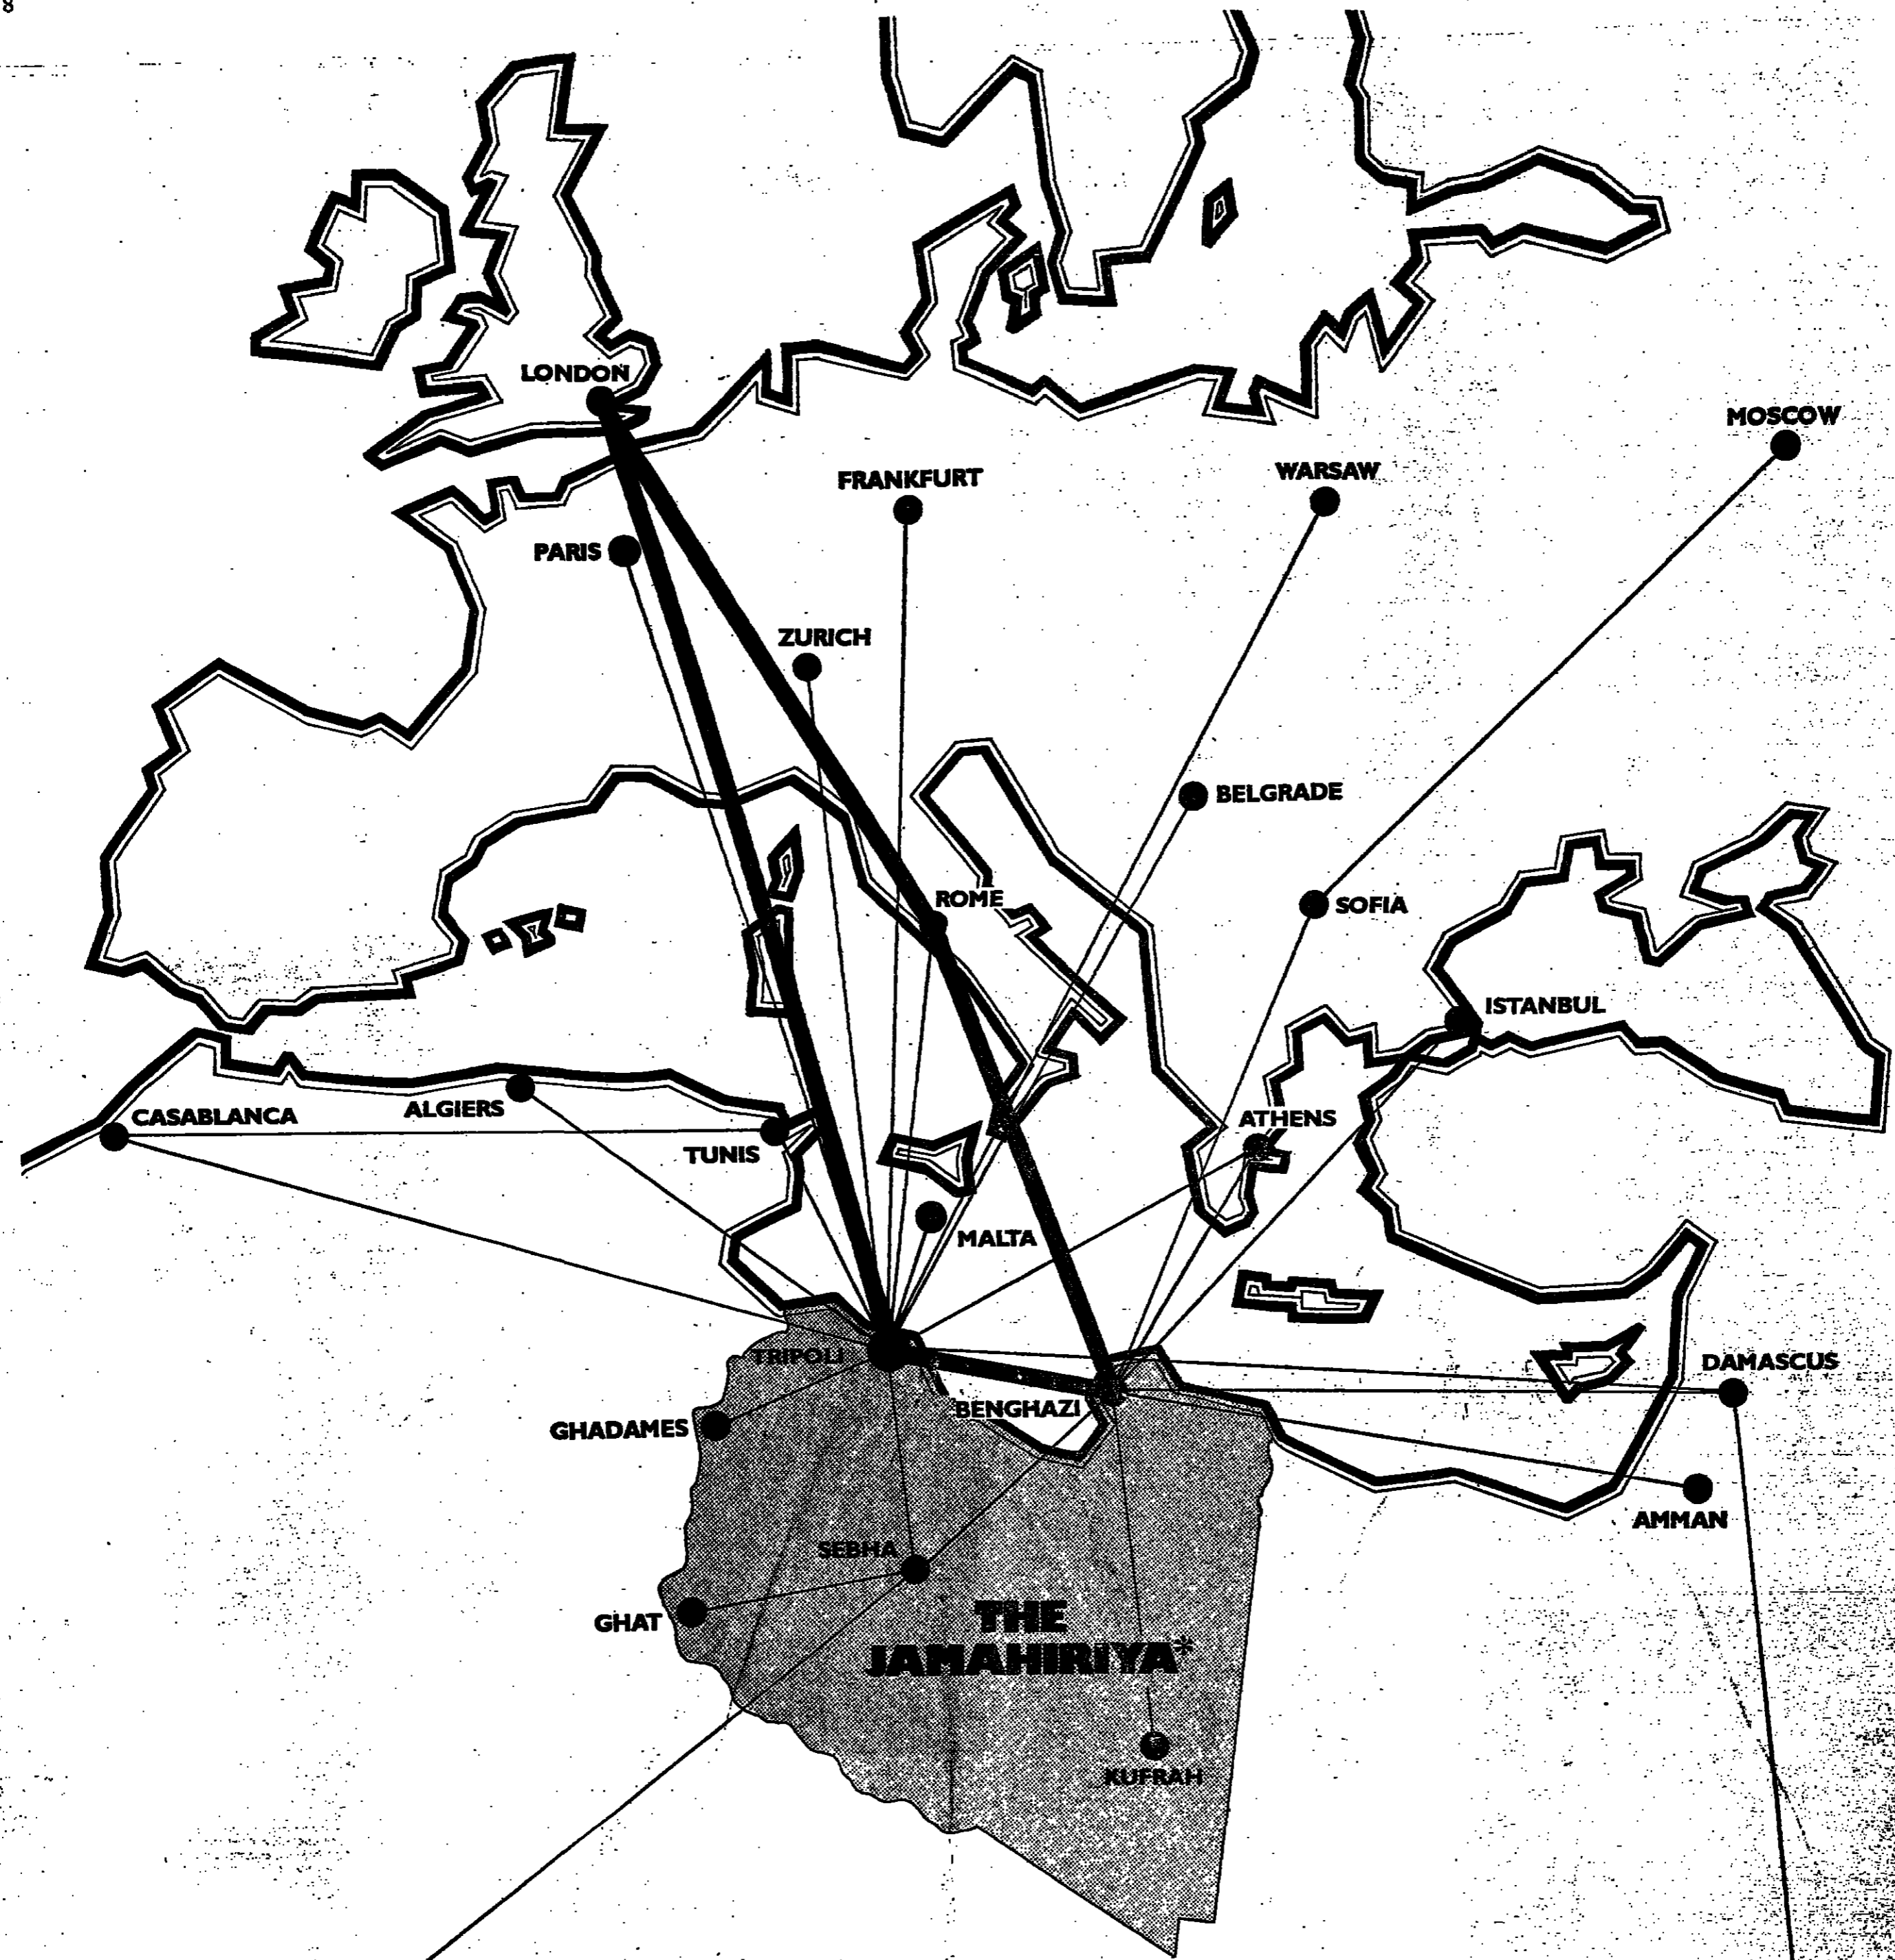 8
LONDON
MOSCOW
FRANKFURT
WARSAW
PARIS
ZURICH
BELGRADE
ROME
SOFIA
ISTANBUL
CASABLANCA
ALGIERS
ATHENS
TUNIS
MALTA
TRIPOLI
DAMASCUS
BENGHAZI
GHADAMES
AMMAN
SEBHA
GHAT
THE
JAMAHIRIYA*
KUFRAH